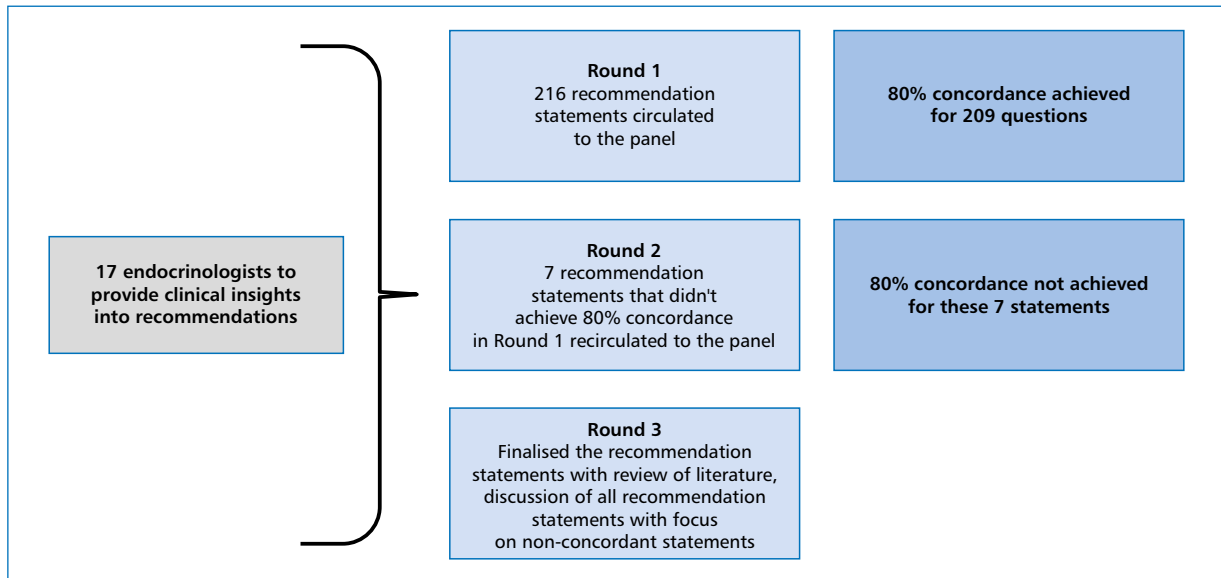 17 endocrinologists to
provide clinical insights
into recommendations
Round 1
216 recommendation
statements circulated
to the panel
80% concordance achieved
for 209 questions
Round 2
7 recommendation
statements that didn't
achieve 80% concordance
in Round 1 recirculated to the panel
80% concordance not achieved
for these 7 statements
Round 3
Finalised the recommendation
statements with review of literature,
discussion of all recommendation
statements with focus
on non-concordant statements